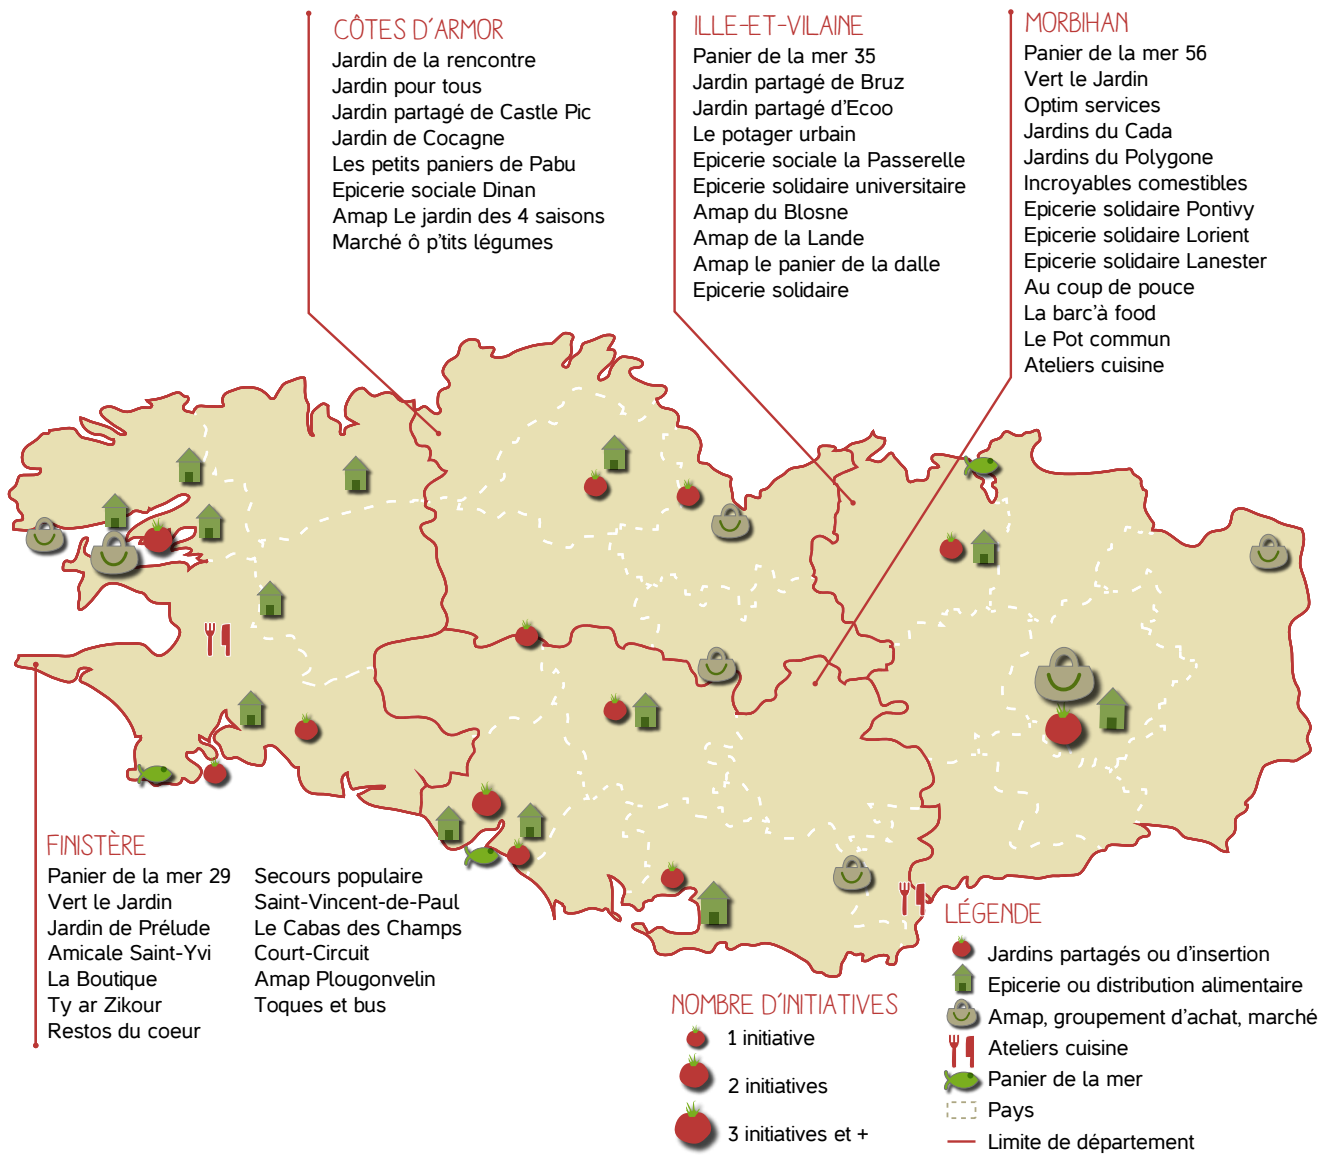 CÔTES D'ARMOR
Jardin de la rencontre
Jardin pour tous
Jardin partagé de Castle Pic
Jardin de Cocagne
Les petits paniers de Pabu
Epicerie sociale Dinan
Amap Le jardin des 4 saisons
Marché ô p'tits légumes
ILLE-ET-VILAINE
Panier de la mer 35
Jardin partagé de Bruz
Jardin partagé d'Ecoo
Le potager urbain
Epicerie sociale la Passerelle
Epicerie solidaire universitaire
Amap du Blosne
Amap de la Lande
Amap le panier de la dalle
Epicerie solidaire
MORBIHAN
Panier de la mer 56
Vert le Jardin
Optim services
Jardins du Cada
Jardins du Polygone
Incroyables comestibles
Epicerie solidaire Pontivy
Epicerie solidaire Lorient
Epicerie solidaire Lanester
Au coup de pouce
La barc'à food
Le Pot commun
Ateliers cuisine
FINISTÈRE
Panier de la mer 29
Vert le Jardin
Jardin de Prélude
Amicale Saint-Yvi
La Boutique
Ty ar Zikour
Restos du coeur
Secours populaire
Saint-Vincent-de-Paul
Le Cabas des Champs
Court-Circuit
Amap Plougonvelin
Toques et bus
NOMBRE D'INITIATIVES
1 initiative
2 initiatives
3 initiatives et +
LÉGENDE
Jardins partagés ou d'insertion
Epicerie ou distribution alimentaire
Amap, groupement d'achat, marché
Ateliers cuisine
Panier de la mer
Pays
Limite de département